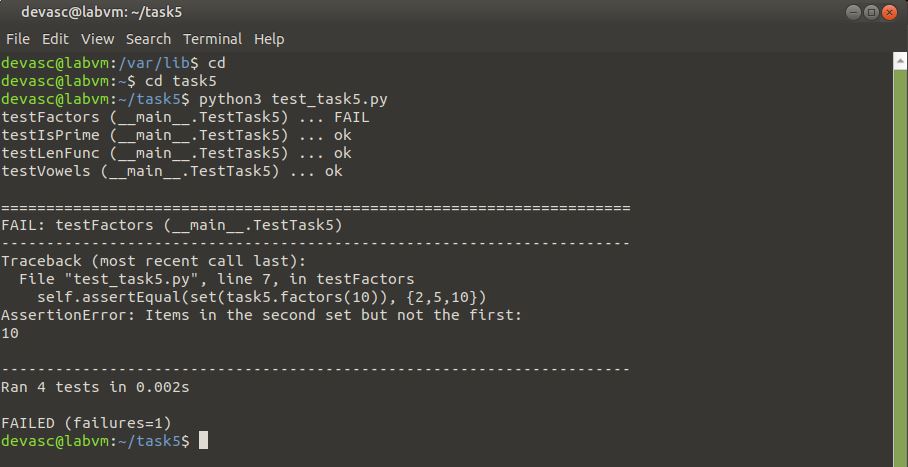 devasc@labvm: ~/task5
File Edit View Search Terminal Help
devasc@labvm:/var/lib$ cd
devasc@labvm:~$ cd task5
devasc@labvm:~/task5$ python3 test_task5.py
testFactors (__main__.TestTask5) ... FAIL
testIsPrime (__main__.TestTask5) ... ok
testLenFunc (__main__.TestTask5) ... ok
testVowels (__main__.TestTask5) ... ok
======================================================================
FAIL: testFactors (__main__.TestTask5)
----------------------------------------------------------------------
Traceback (most recent call last):
  File "test_task5.py", line 7, in testFactors
    self.assertEqual(set(task5.factors(10)), {2,5,10})
AssertionError: Items in the second set but not the first:
10
----------------------------------------------------------------------
Ran 4 tests in 0.002s
FAILED (failures=1)
devasc@labvm:~/task5$